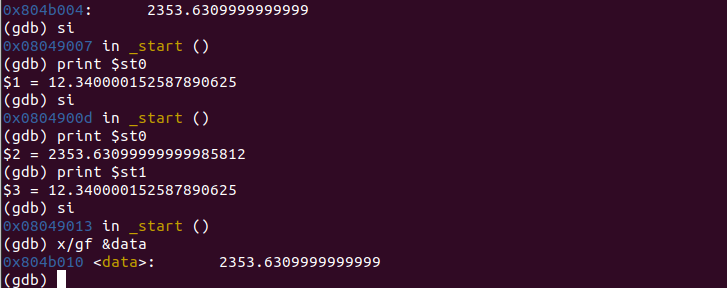 0x804b004:      2353.6309999999999
(gdb) si
0x08049007 in _start ()
(gdb) print $st0
$1 = 12.340000152587890625
(gdb) si
0x0804900d in _start ()
(gdb) print $st0
$2 = 2353.63099999999985812
(gdb) print $st1
$3 = 12.340000152587890625
(gdb) si
0x08049013 in _start ()
(gdb) x/gf &data
0x804b010 <data>:       2353.6309999999999
(gdb)